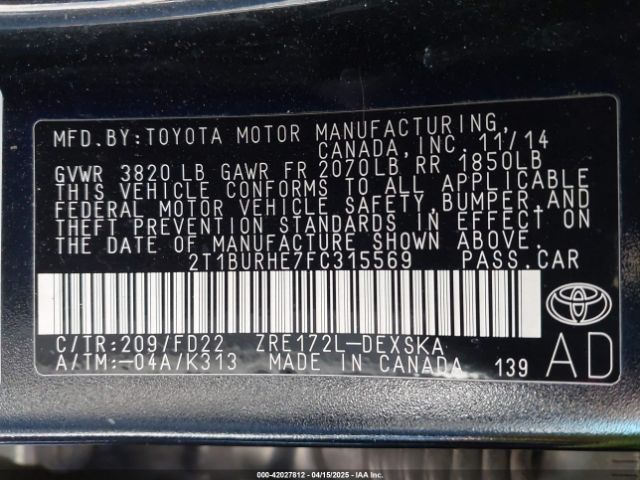 MFD.BY:TOYOTA MOTOR MANUFACTURING,
CANADA,INC. 11/14
GVWR 3820 LB GAWR FR 2070LB RR 1850LB
THIS VEHICLE CONFORMS TO ALL APPLICABLE
FEDERAL MOTOR VEHICLE SAFETY,BUMPER,AND
THEFT PREVENTION STANDARDS IN EFFECT ON
THE DATE OF MANUFACTURE SHOWN ABOVE.
2T1BURHE7FC315569 PASS.CAR
C/TR:209/FD22 ZRE172L-DEXSKA
A/TM:-04A/K313 MADE IN CANADA 139
AD
000-42027812 - 04/15/2025 - IAA Inc.